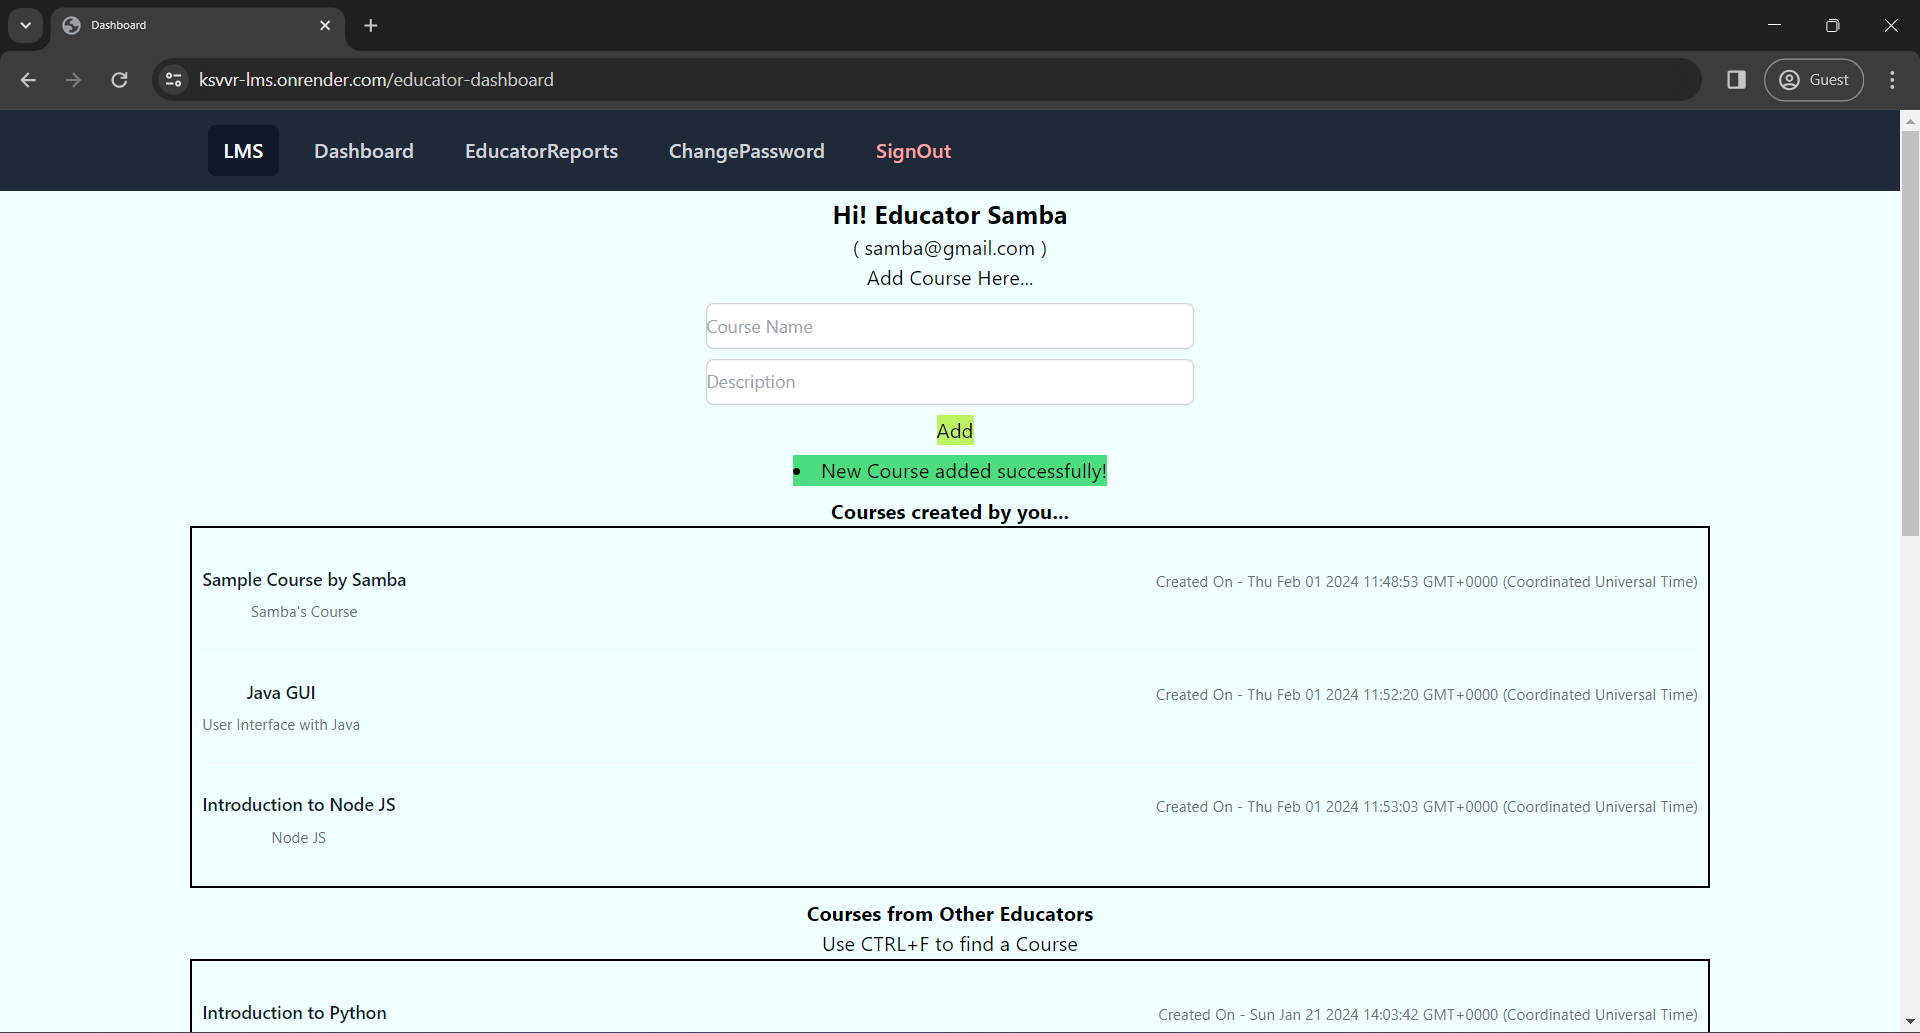 Dashboard
ksvvr-lms.onrender.com/educator-dashboard
Guest
LMS Dashboard EducatorReports ChangePassword SignOut
Hi! Educator Samba
( samba@gmail.com )
Add Course Here...
Course Name
Description
Add
• New Course added successfully!
Courses created by you...
Sample Course by Samba Created On - Thu Feb 01 2024 11:48:53 GMT+0000 (Coordinated Universal Time)
Samba's Course
Java GUI Created On - Thu Feb 01 2024 11:52:20 GMT+0000 (Coordinated Universal Time)
User Interface with Java
Introduction to Node JS Created On - Thu Feb 01 2024 11:53:03 GMT+0000 (Coordinated Universal Time)
Node JS
Courses from Other Educators
Use CTRL+F to find a Course
Introduction to Python Created On - Sun Jan 21 2024 14:03:42 GMT+0000 (Coordinated Universal Time)